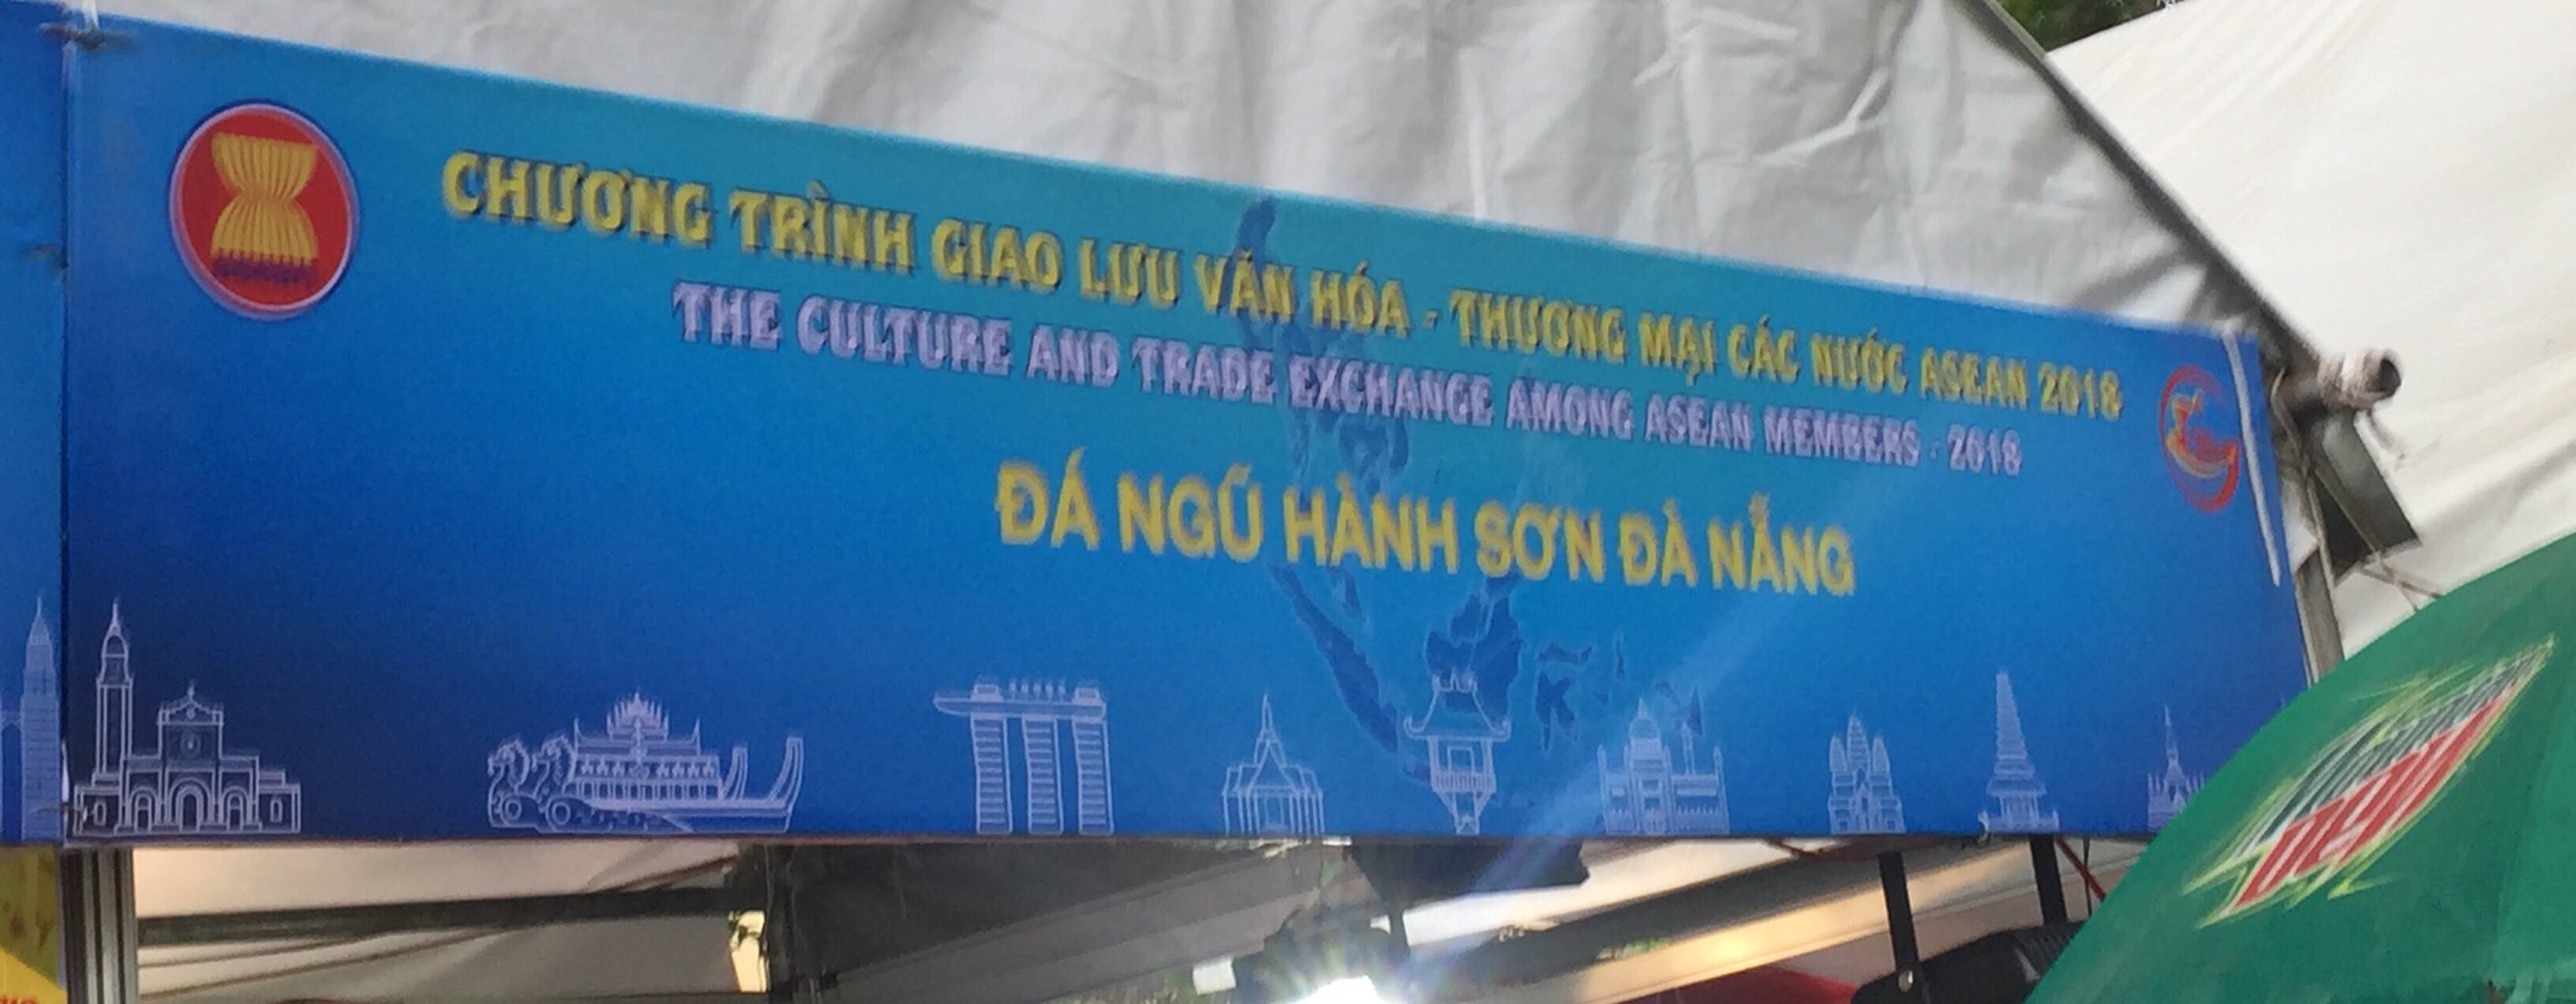 CHƯƠNG TRÌNH GIAO LƯU VĂN HÓA - THƯƠNG MẠI CÁC NƯỚC ASEAN 2018
THE CULTURE AND TRADE EXCHANGE AMONG ASEAN MEMBERS - 2018
ĐÁ NGŨ HÀNH SƠN ĐÀ NẴNG